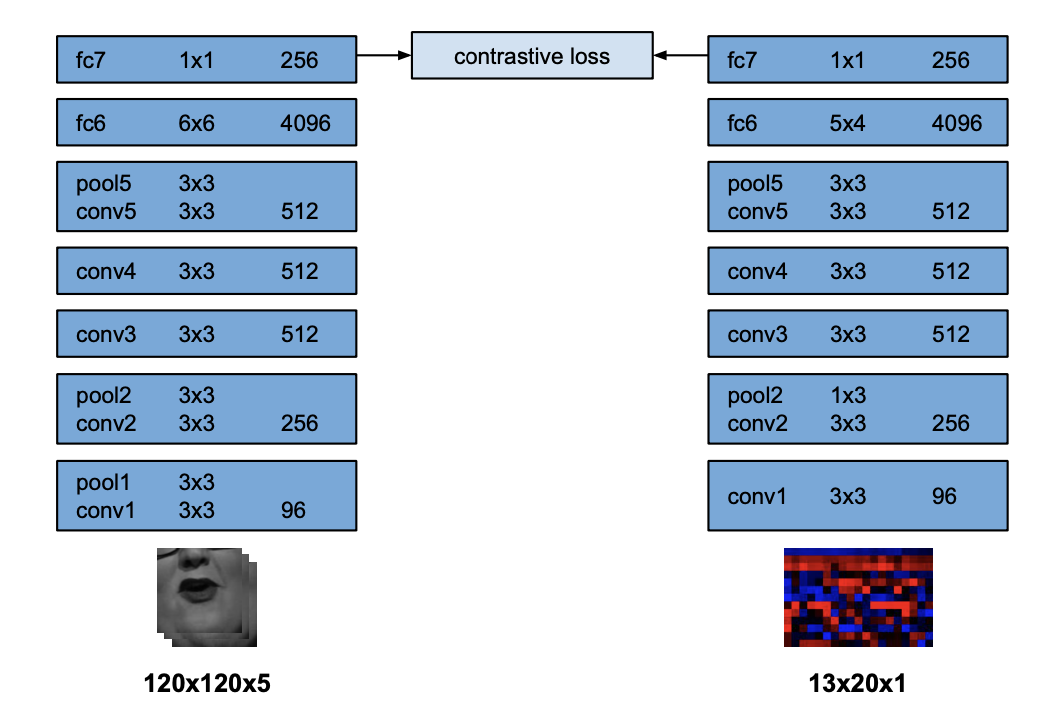 contrastive loss
fc7 1x1 256
fc6 6x6 4096
pool5 3x3
conv5 3x3 512
conv4 3x3 512
conv3 3x3 512
pool2 3x3
conv2 3x3 256
pool1 3x3
conv1 3x3 96
120x120x5
fc7 1x1 256
fc6 5x4 4096
pool5 3x3
conv5 3x3 512
conv4 3x3 512
conv3 3x3 512
pool2 1x3
conv2 3x3 256
conv1 3x3 96
13x20x1